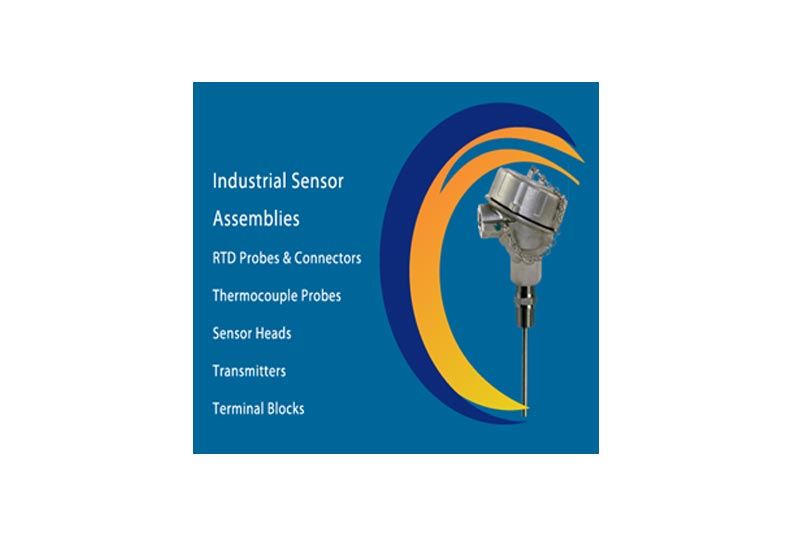 Industrial Sensor
Assemblies
RTD Probes & Connectors
Thermocouple Probes
Sensor Heads
Transmitters
Terminal Blocks